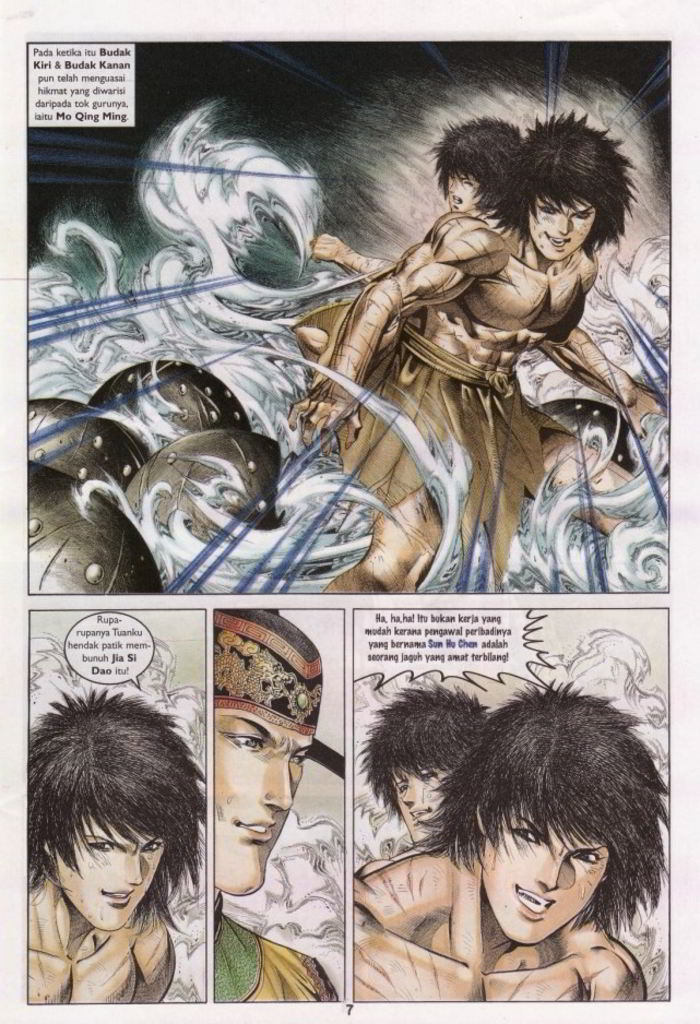 Pada ketika itu Budak
Kiri & Budak Kanan
pun telah menguasai
hikmat yang diwarisi
daripada tok gurunya,
iaitu Mo Qing Ming.
Rupa-
rupanya Tuanku
hendak patik mem-
bunuh Jia Si
Dao itu!
Ha, ha,ha! Itu bukan kerja yang
mudah kerana pengawal peribadinya
yang bernama Sun Hu Chen adalah
seorang jaguh yang amat terbilang!
7